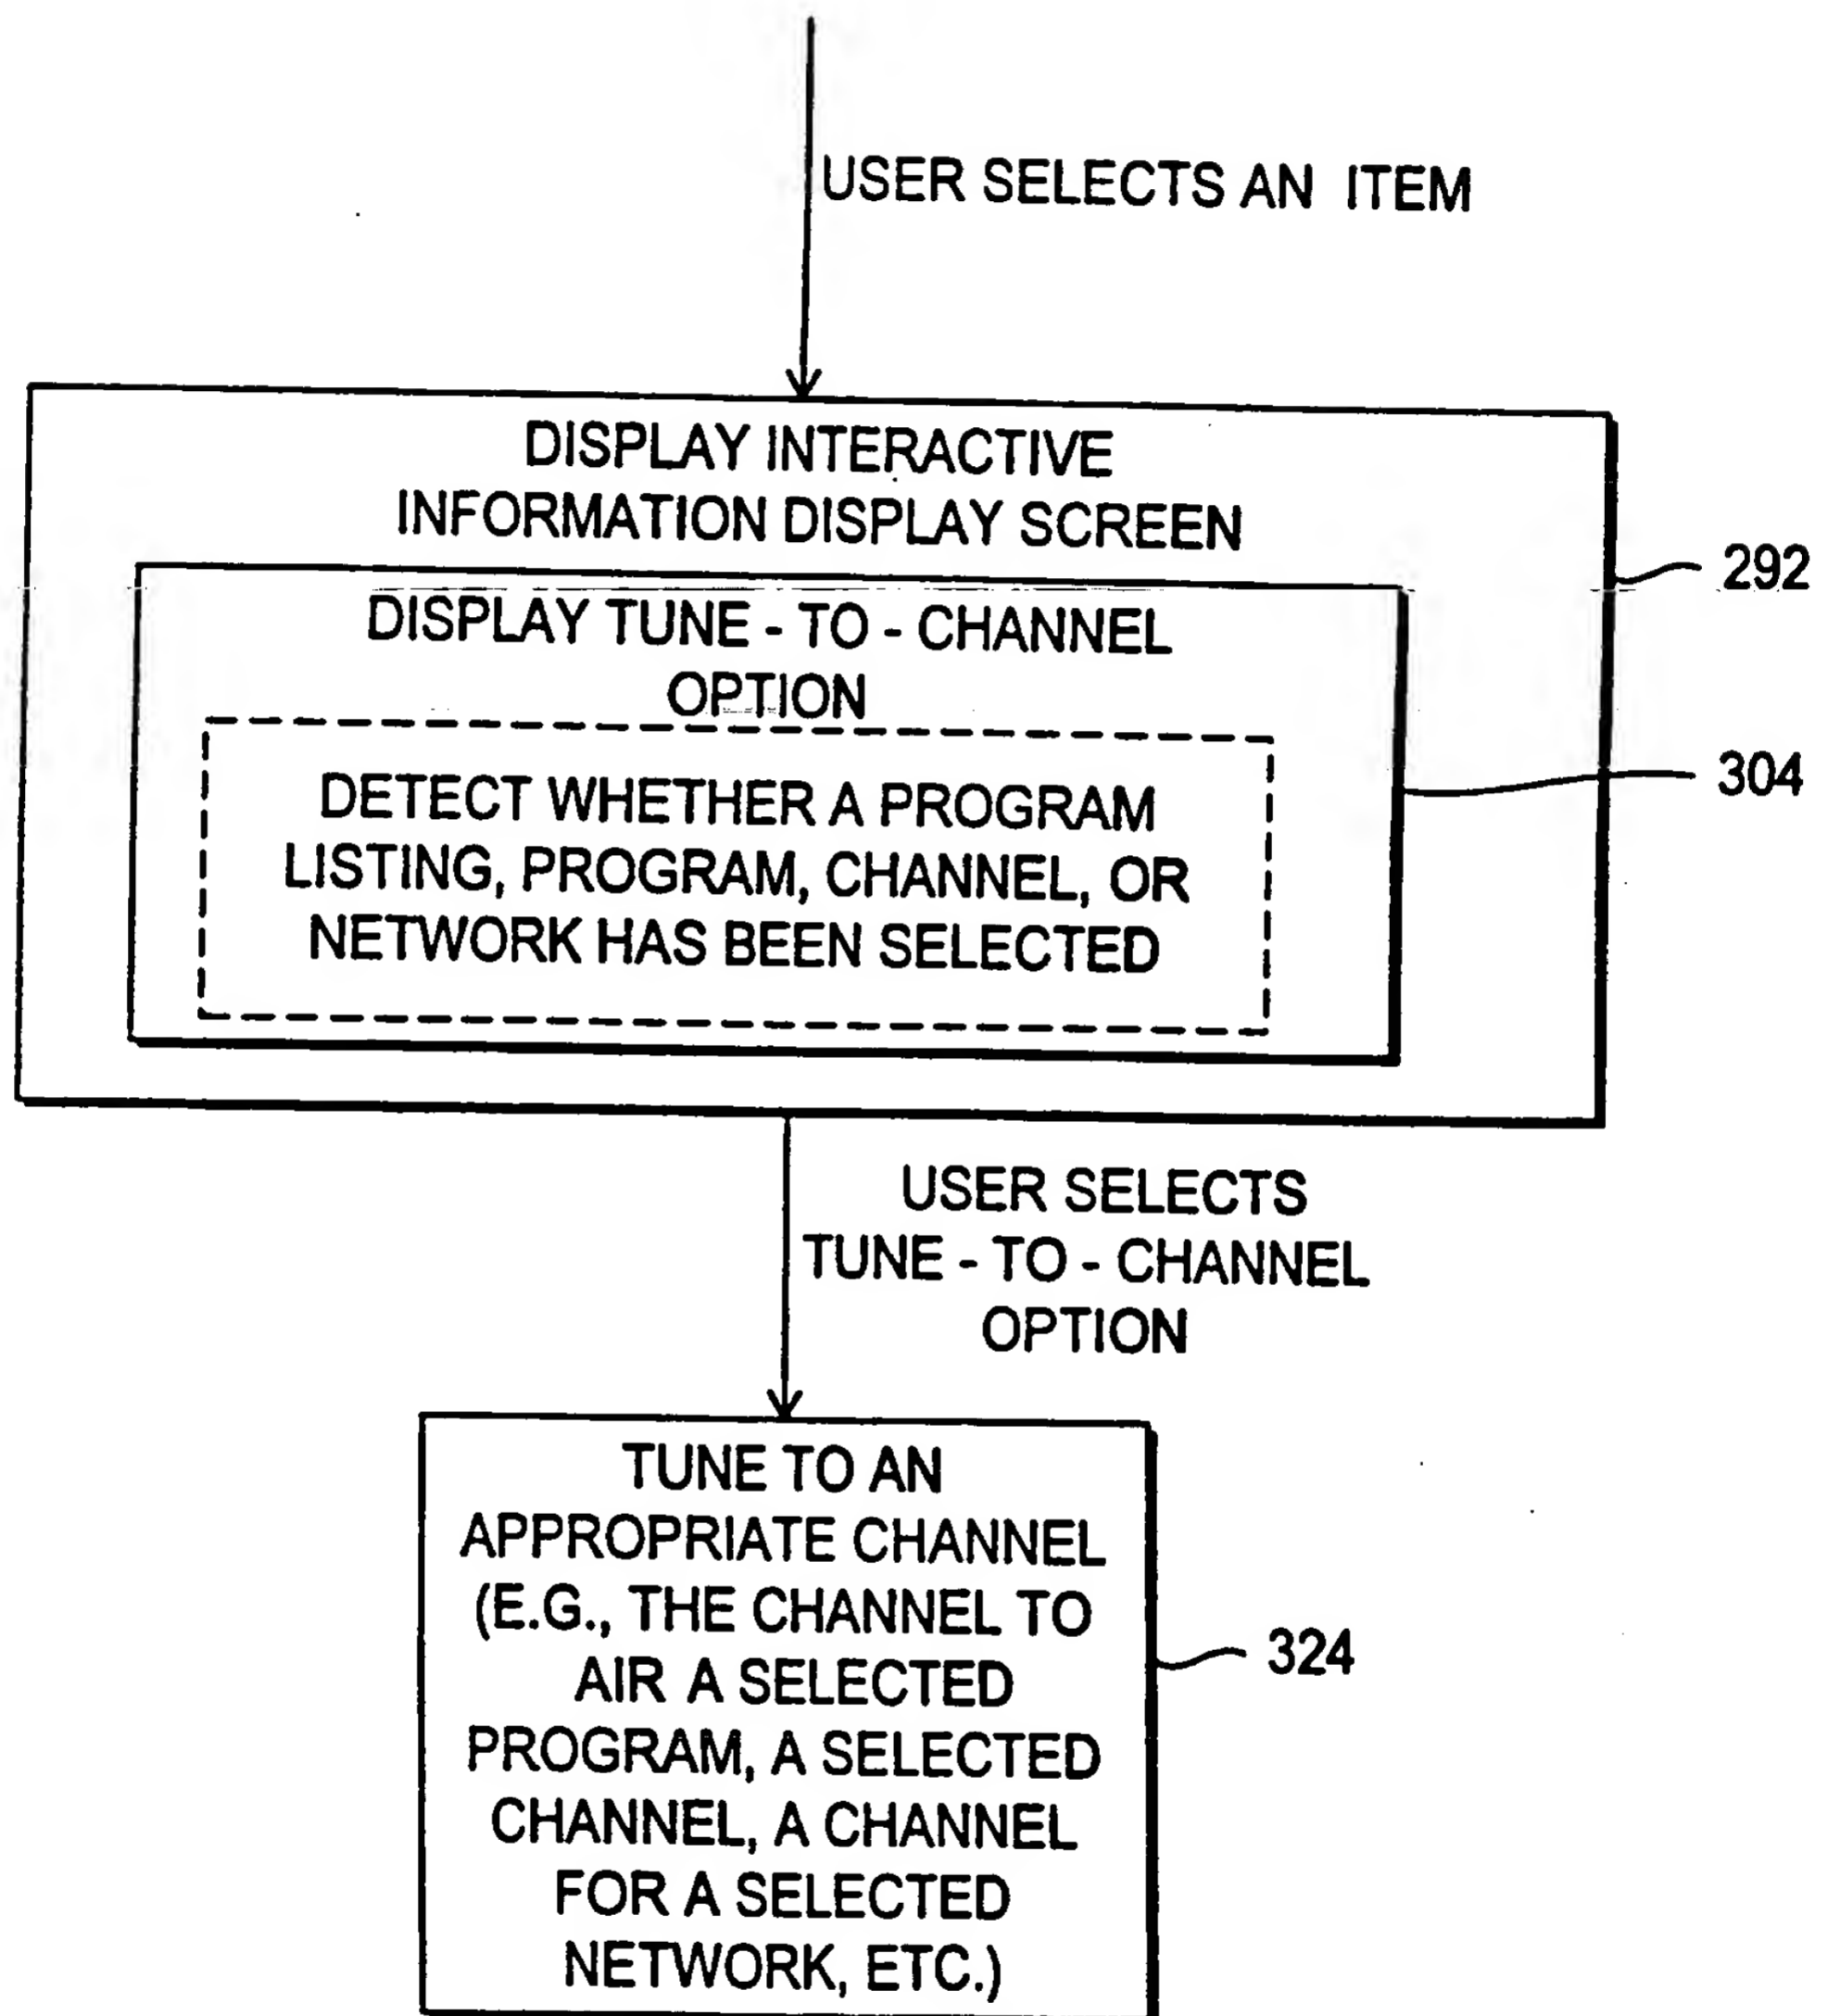 USER SELECTS AN ITEM
DISPLAY INTERACTIVE
INFORMATION DISPLAY SCREEN
292
DISPLAY TUNE - TO - CHANNEL
OPTION
304
DETECT WHETHER A PROGRAM
LISTING, PROGRAM, CHANNEL, OR
NETWORK HAS BEEN SELECTED
USER SELECTS
TUNE - TO - CHANNEL
OPTION
TUNE TO AN
APPROPRIATE CHANNEL
(E.G., THE CHANNEL TO
AIR A SELECTED
324
PROGRAM, A SELECTED
CHANNEL, A CHANNEL
FOR A SELECTED
NETWORK, ETC.)